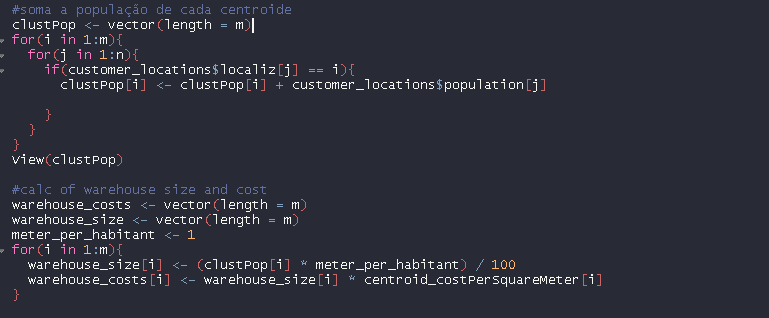 #soma a população de cada centroide
clustPop <- vector(length = m)
for(i in 1:m){
for(j in 1:n){
if(customer_locations$localiz[j] == i){
clustPop[i] <- clustPop[i] + customer_locations$population[j]
}
}
}
View(clustPop)
#calc of warehouse size and cost
warehouse_costs <- vector(length = m)
warehouse_size <- vector(length = m)
meter_per_habitant <- 1
for(i in 1:m){
warehouse_size[i] <- (clustPop[i] * meter_per_habitant) / 100
warehouse_costs[i] <- warehouse_size[i] * centroid_costPerSquareMeter[i]
}